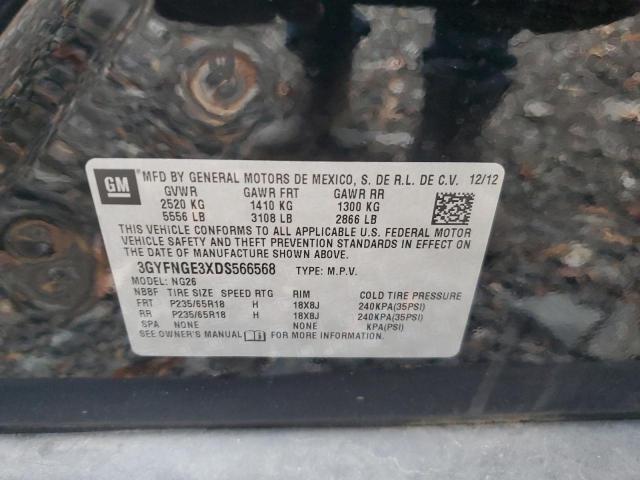 GM MFD BY GENERAL MOTORS DE MEXICO, S. DE R.L. DE C.V. 12/12
GVWR GAWR FRT GAWR RR
2520 KG 1410 KG 1300 KG
5556 LB 3108 LB 2866 LB
THIS VEHICLE CONFORMS TO ALL APPLICABLE U.S. FEDERAL MOTOR
VEHICLE SAFETY AND THEFT PREVENTION STANDARDS IN EFFECT ON
THE DATE OF MANUFACTURE SHOWN ABOVE.
3GYFNGE3XDS566568 TYPE: M.P.V.
MODEL: NG26
NBBF TIRE SIZE SPEED RTG RIM COLD TIRE PRESSURE
FRT P235/65R18 H 18X8J 240KPA(35PSI)
RR P235/65R18 H 18X8J 240KPA(35PSI)
SPA NONE NONE KPA(PSI)
SEE OWNER'S MANUAL FOR MORE INFORMATION.